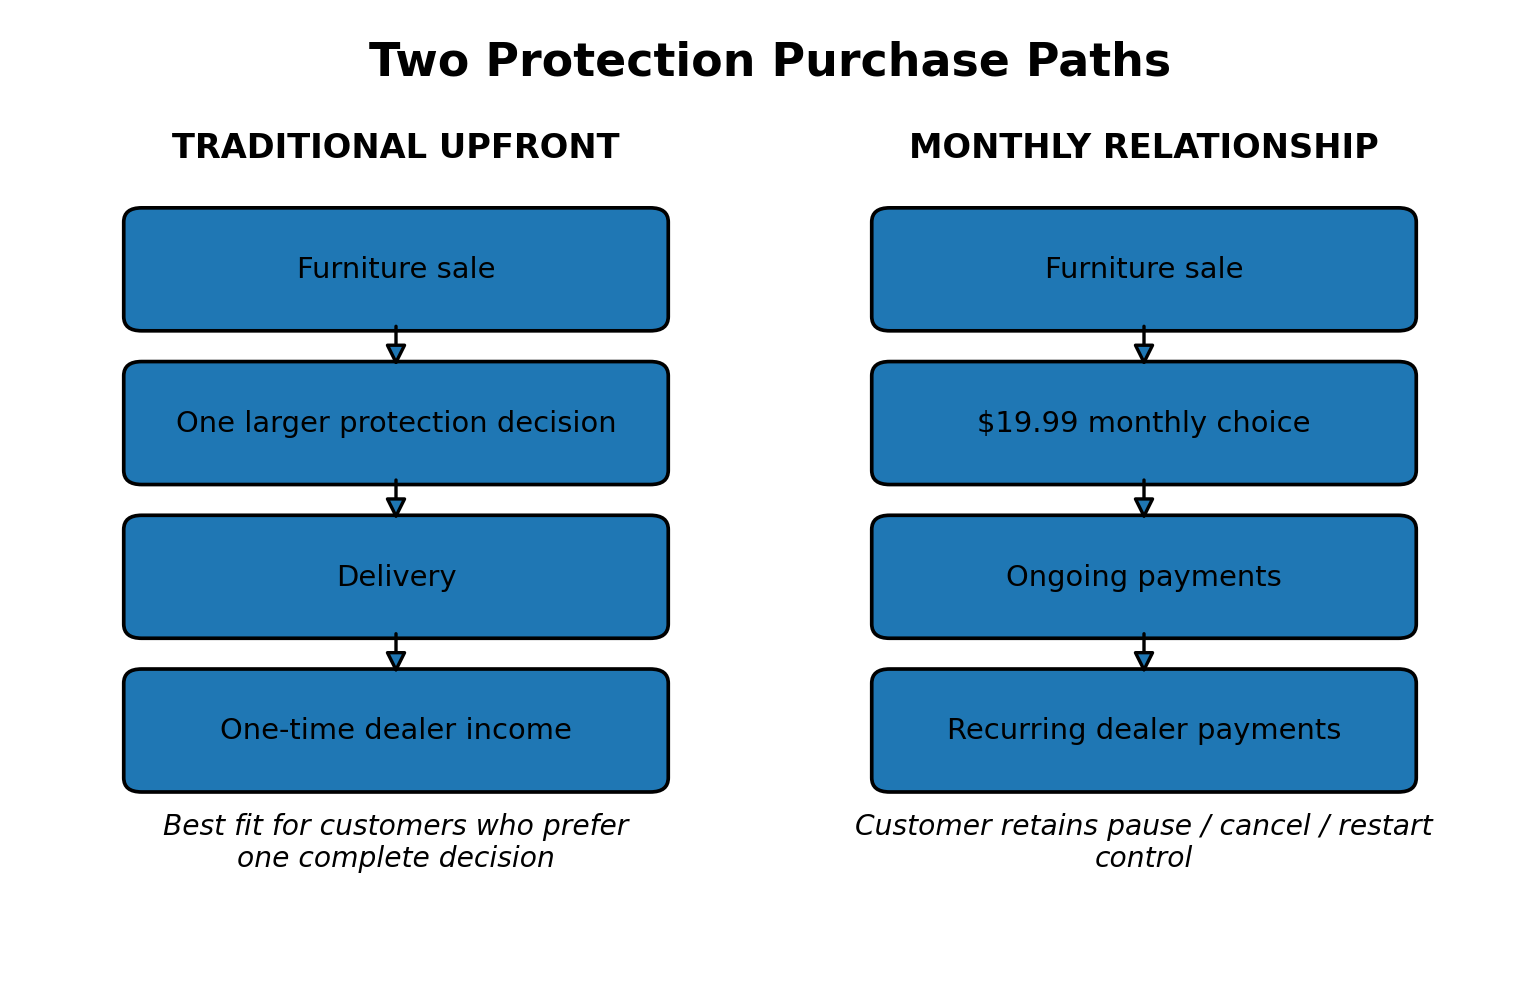 Two Protection Purchase Paths
TRADITIONAL UPFRONT
Furniture sale
One larger protection decision
Delivery
One-time dealer income
Best fit for customers who prefer
one complete decision
MONTHLY RELATIONSHIP
Furniture sale
$19.99 monthly choice
Ongoing payments
Recurring dealer payments
Customer retains pause / cancel / restart
control